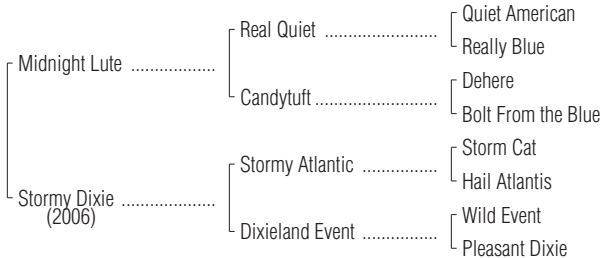 Quiet American
Real Quiet ........................
Really Blue
Midnight Lute ..................
Dehere
Candytuft ..........................
Bolt From the Blue
Storm Cat
Stormy Atlantic ................
Hail Atlantis
Stormy Dixie ....................
(2006)
Wild Event
Dixieland Event ................
Pleasant Dixie